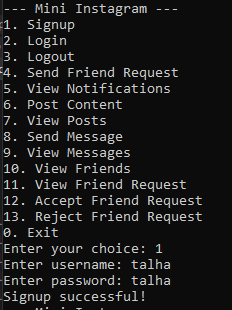 --- Mini Instagram ---
1. Signup
2. Login
3. Logout
4. Send Friend Request
5. View Notifications
6. Post Content
7. View Posts
8. Send Message
9. View Messages
10. View Friends
11. View Friend Request
12. Accept Friend Request
13. Reject Friend Request
0. Exit
Enter your choice: 1
Enter username: talha
Enter password: talha
Signup successful!